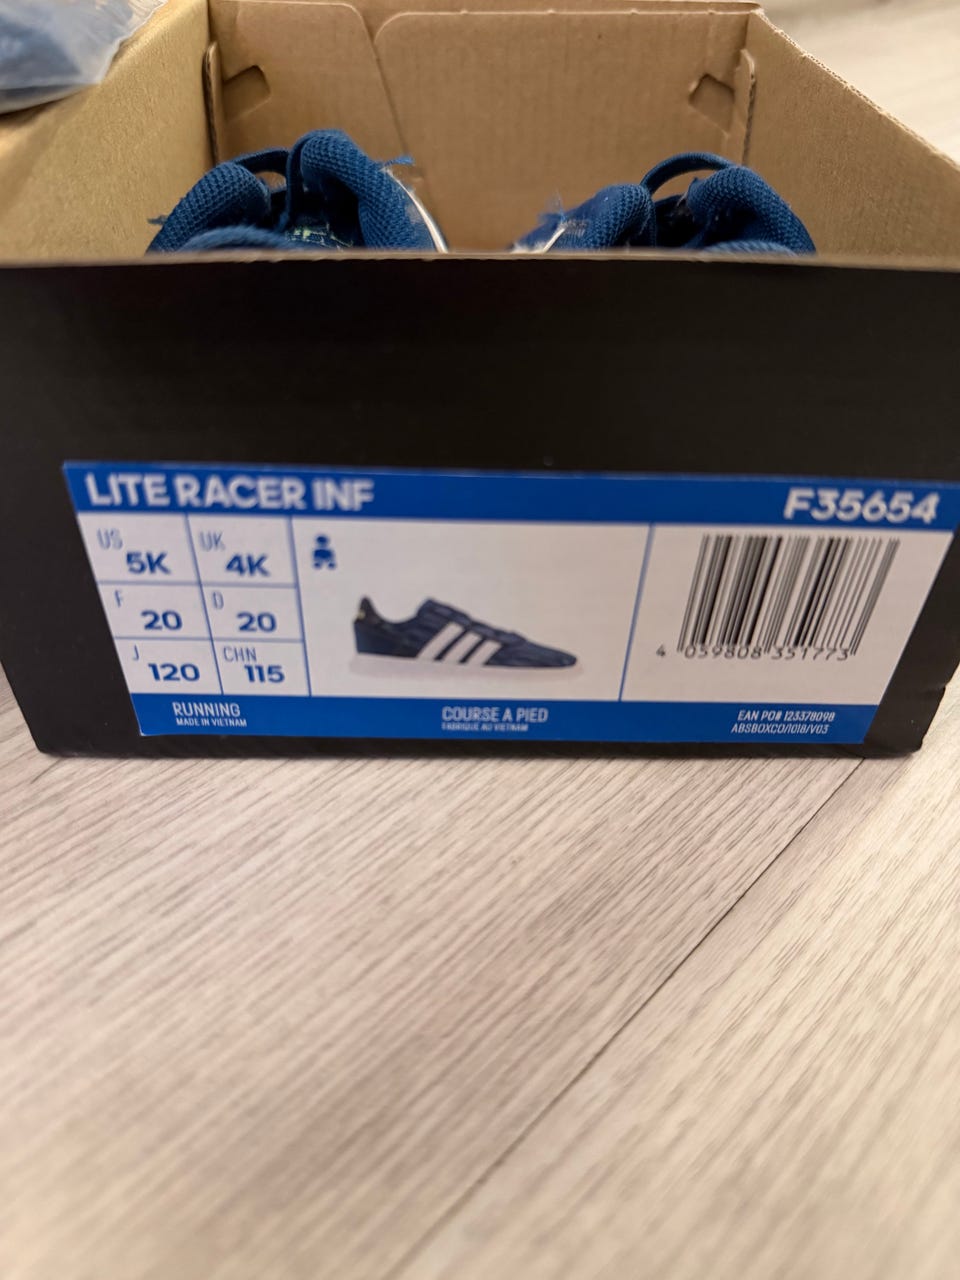 LITE RACER INF F35654
US 5K UK 4K
F 20 D 20
J 120 CHN 115
4 059808 351773
RUNNING
MADE IN VIETNAM
COURSE A PIED
FABRIQUE AU VIETNAM
EAN PO# 123378098
ABSBOXCO/1018/V03